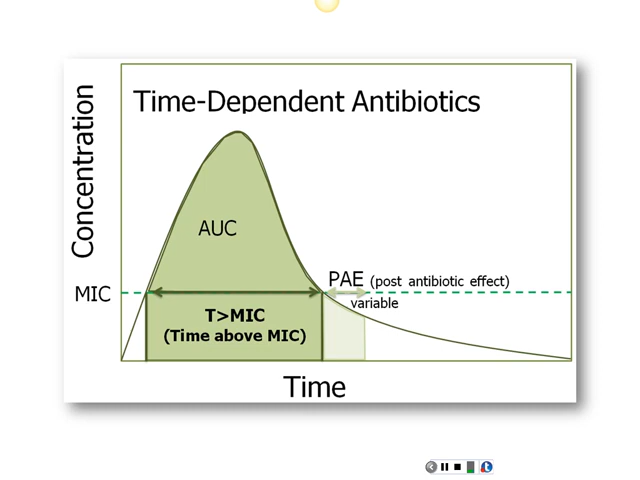 Time-Dependent Antibiotics
Concentration
AUC
PAE (post antibiotic effect)
MIC
variable
T>MIC
(Time above MIC)
Time